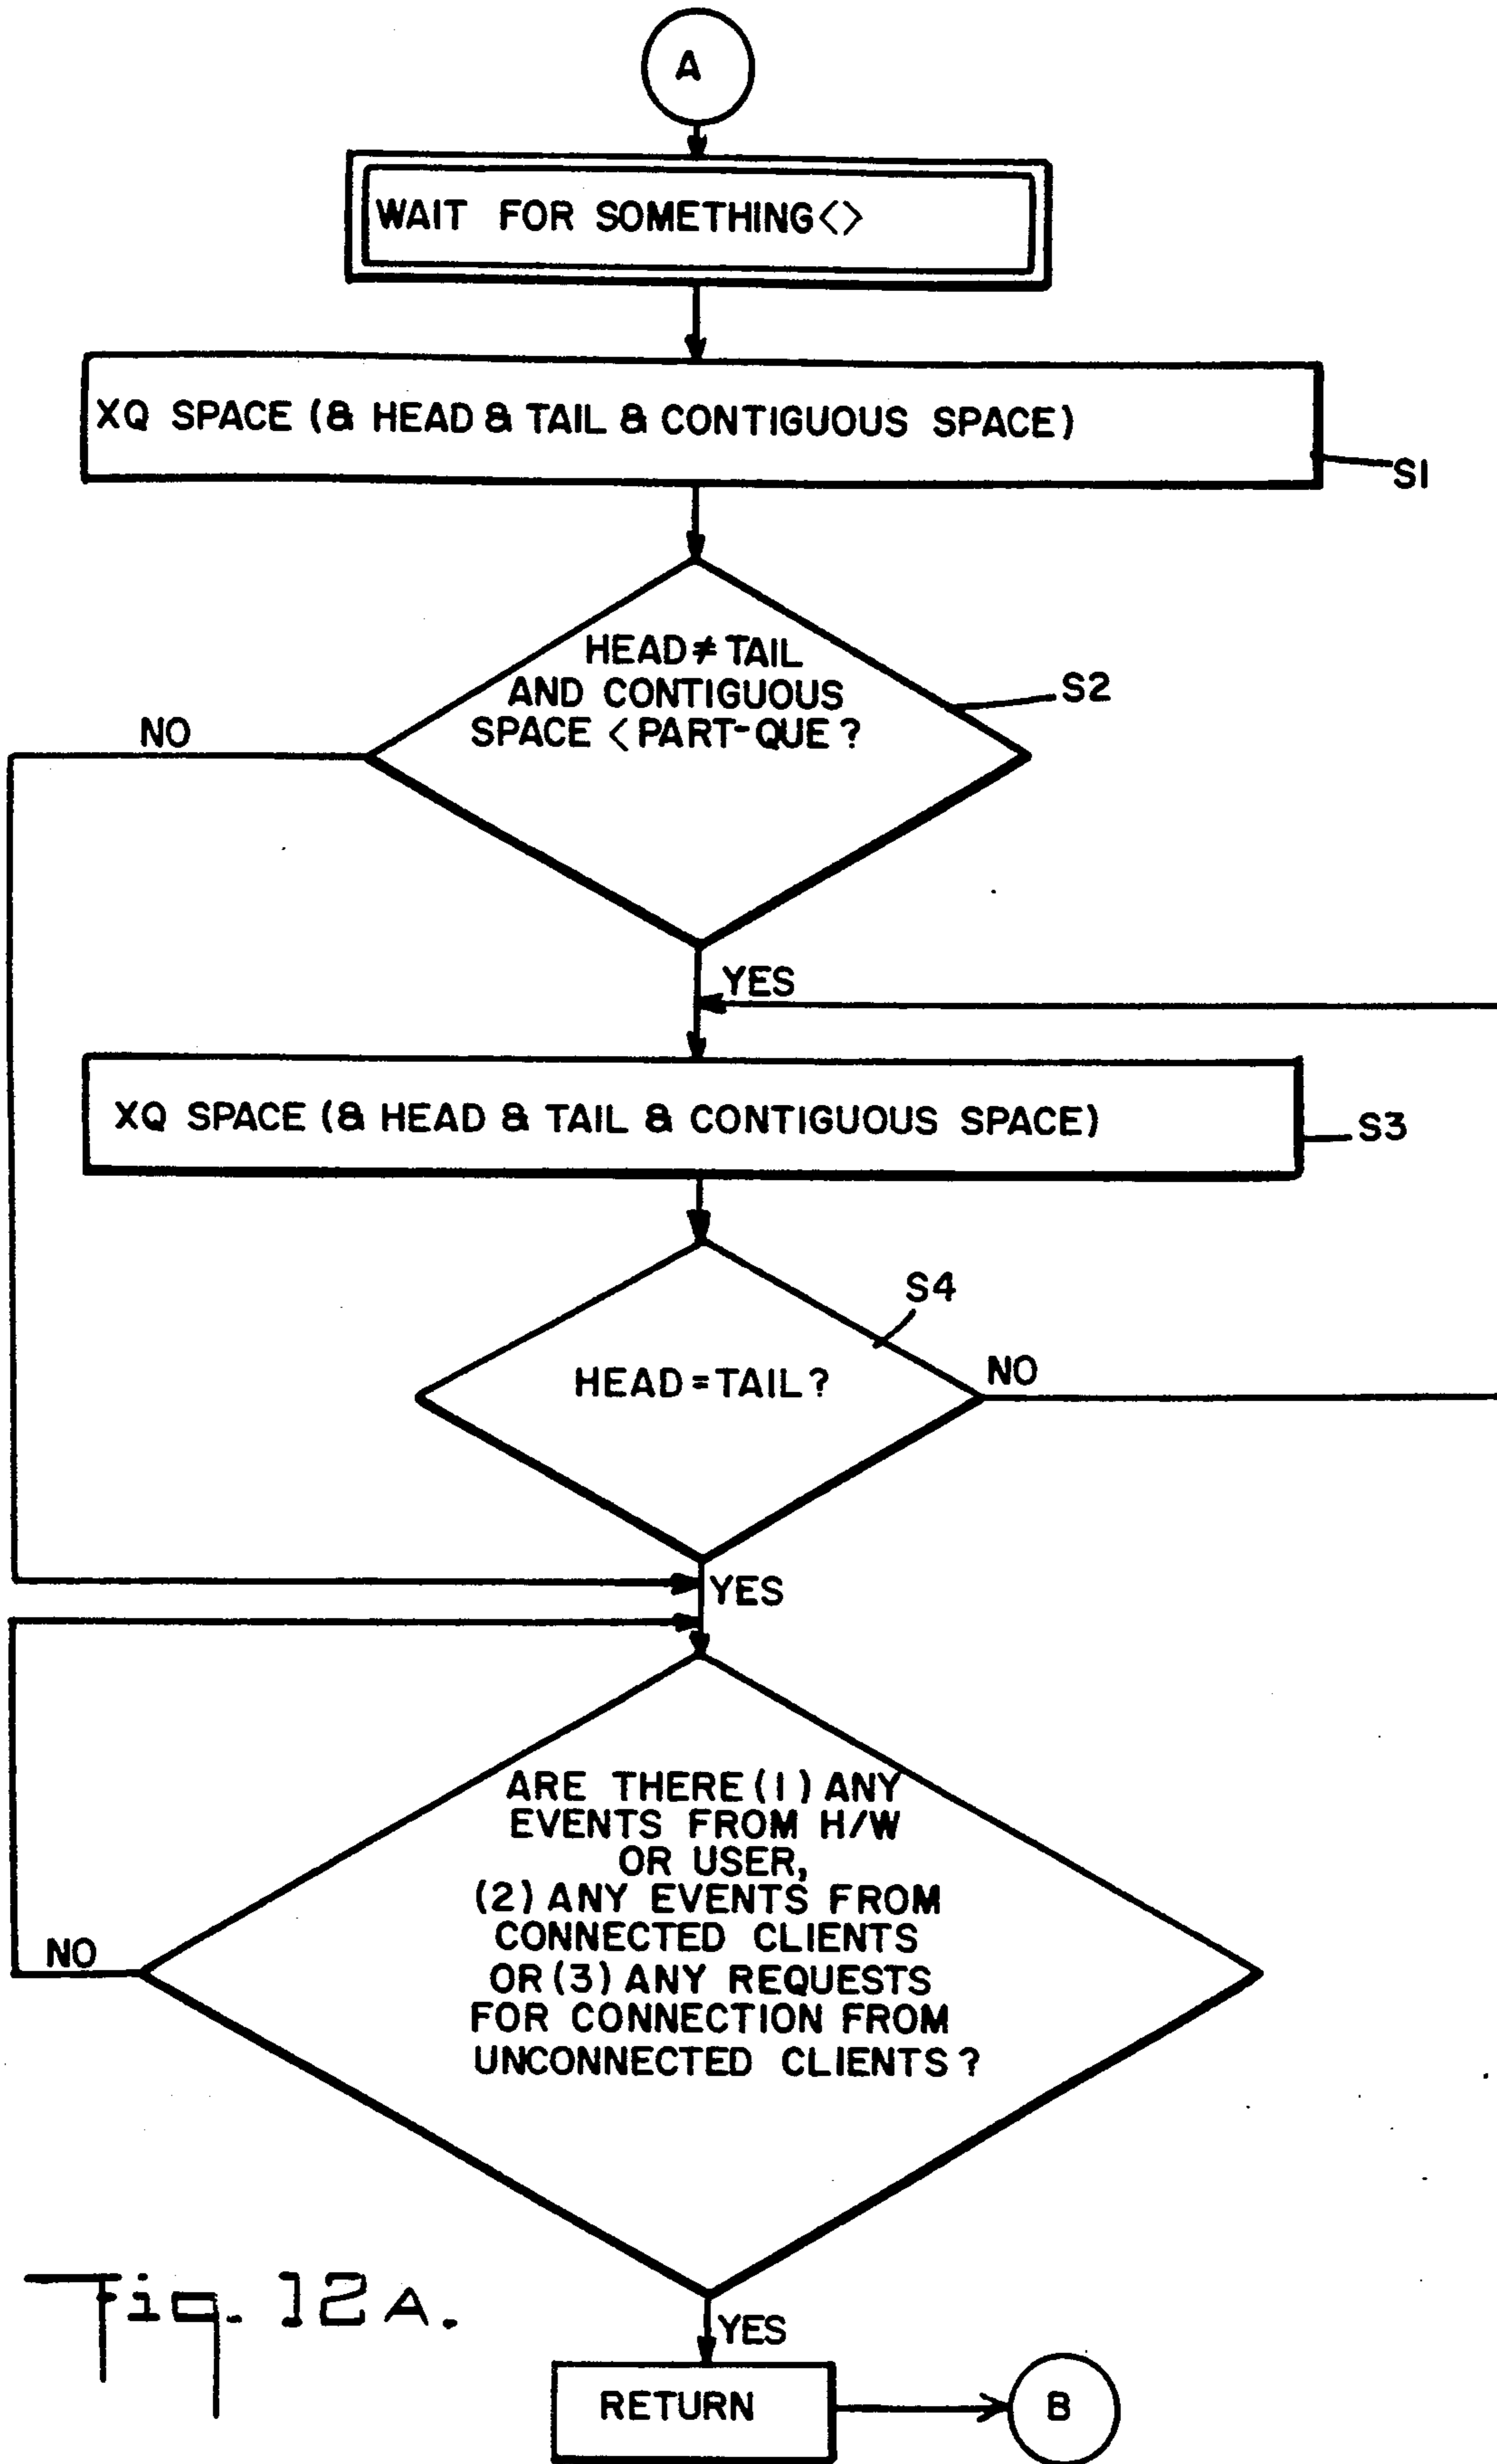 A
WAIT FOR SOMETHING<>
XQ SPACE (& HEAD & TAIL & CONTIGUOUS SPACE)
S1
HEAD≠TAIL
AND CONTIGUOUS
SPACE <PART-QUE?
S2
NO
YES
XQ SPACE (& HEAD & TAIL & CONTIGUOUS SPACE)
S3
S4
HEAD=TAIL?
NO
YES
ARE THERE (1) ANY
EVENTS FROM H/W
OR USER,
(2) ANY EVENTS FROM
CONNECTED CLIENTS
OR (3) ANY REQUESTS
FOR CONNECTION FROM
UNCONNECTED CLIENTS?
NO
YES
RETURN
B
Fig. 12A.